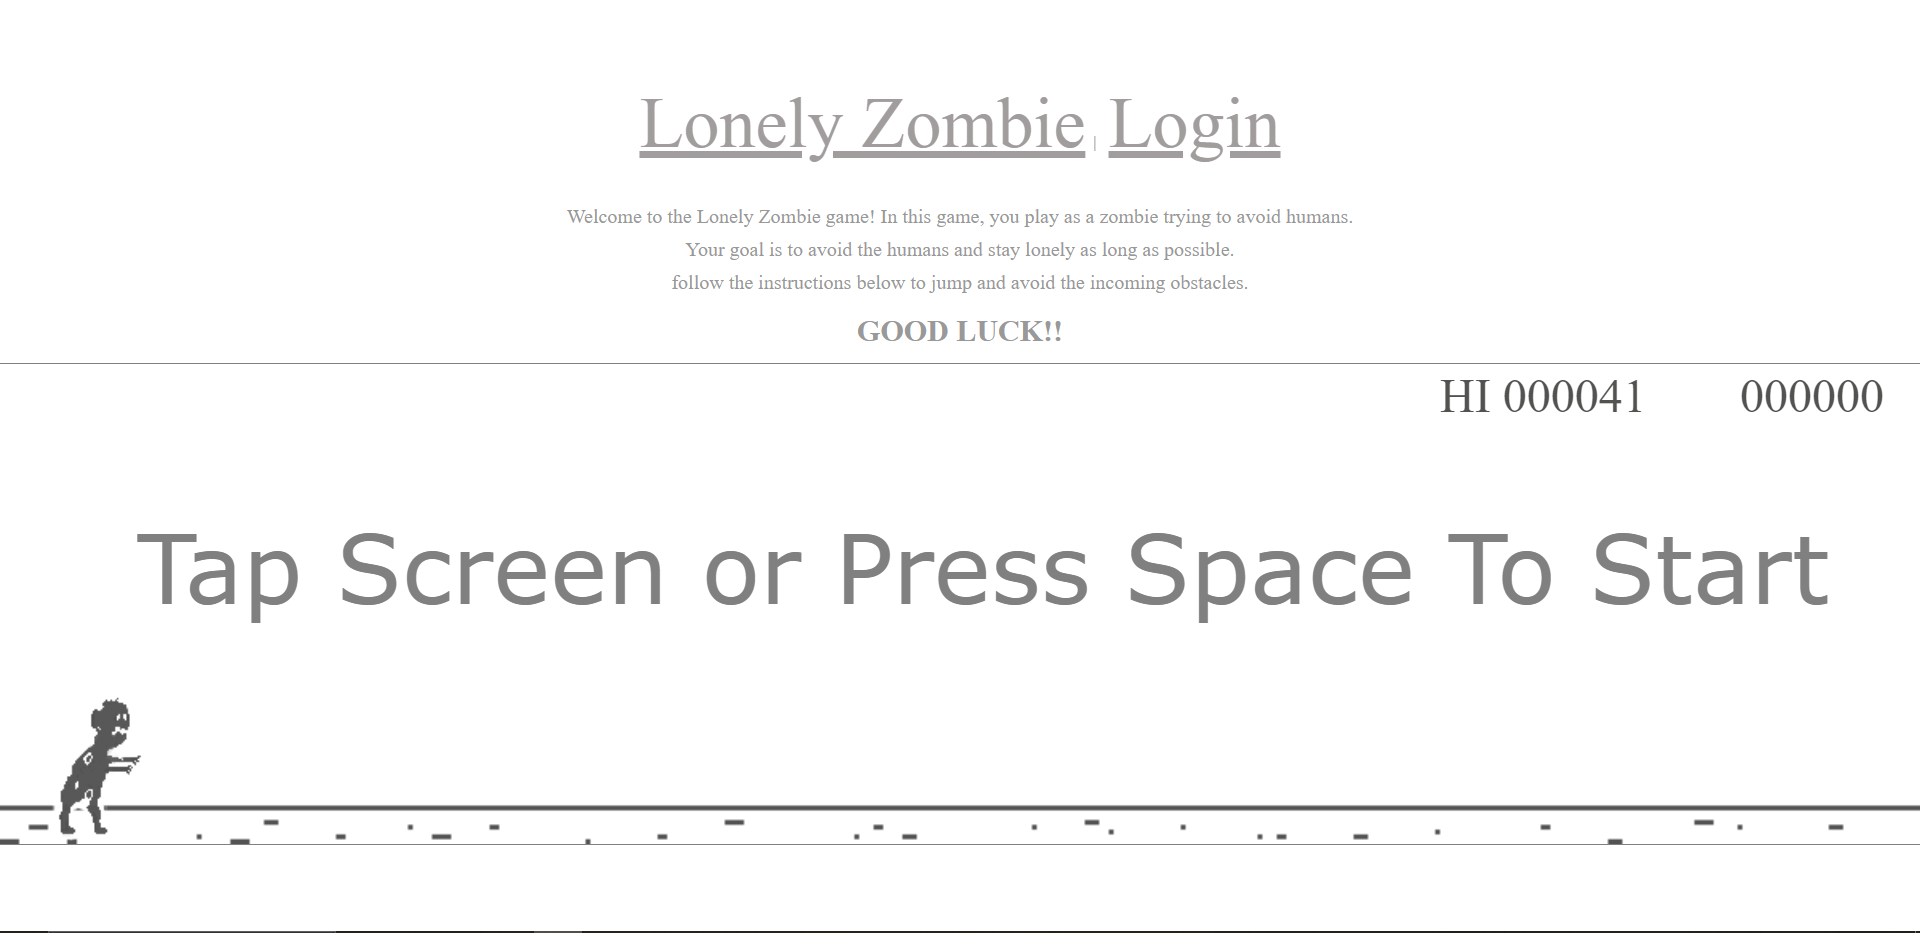 Lonely Zombie | Login
Welcome to the Lonely Zombie game! In this game, you play as a zombie trying to avoid humans.
Your goal is to avoid the humans and stay lonely as long as possible.
follow the instructions below to jump and avoid the incoming obstacles.
GOOD LUCK!!
HI 000041 000000
Tap Screen or Press Space To Start